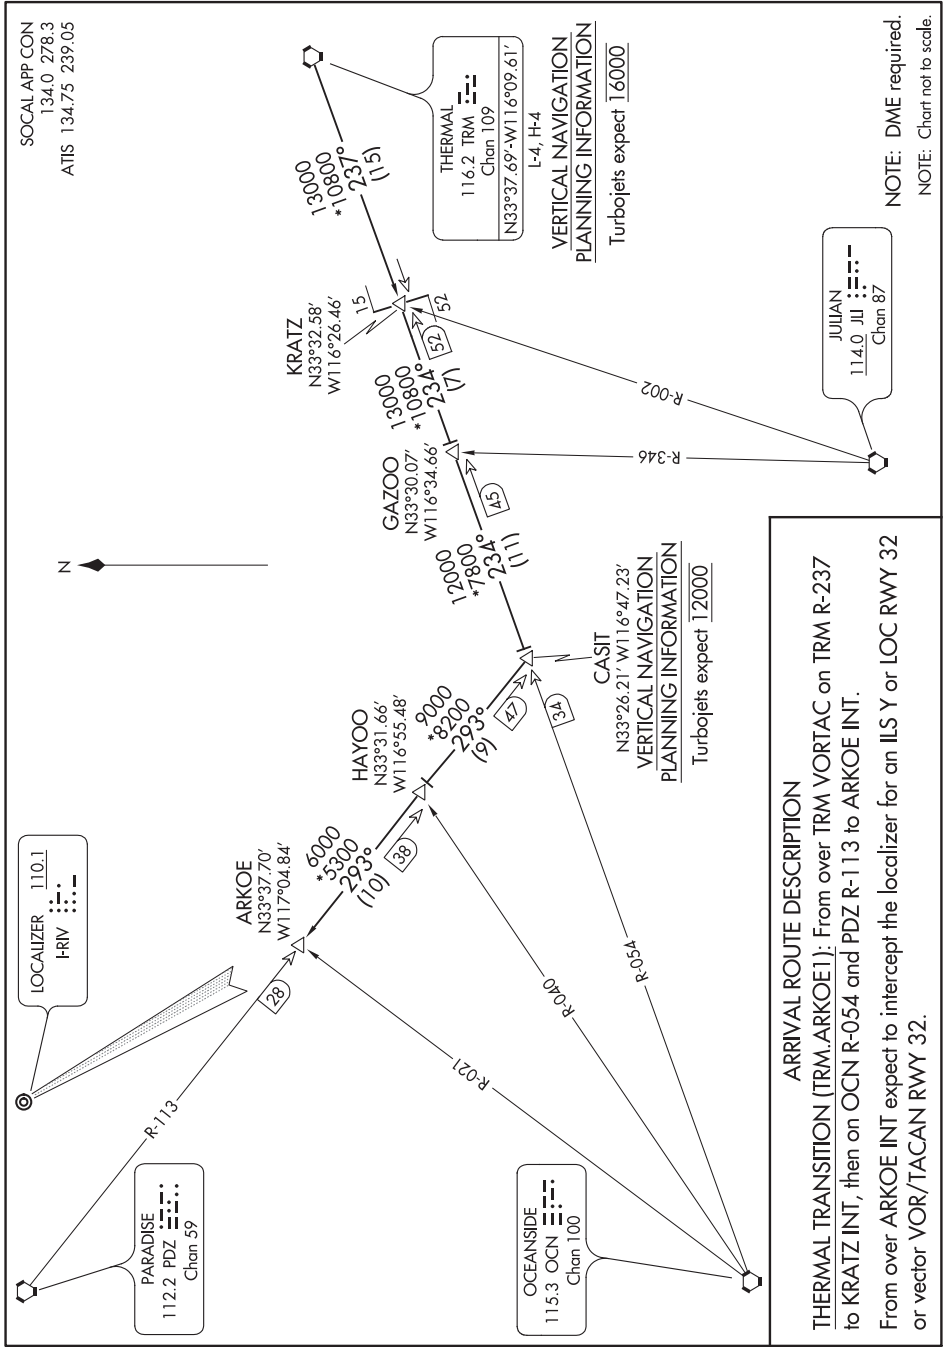 SOCAL APP CON
134.0 278.3
ATIS 134.75 239.05
LOCALIZER 110.1
I-RIV
PARADISE
112.2 PDZ
Chan 59
R-113
28
ARKOE
N33°37.70'
W117°04.84'
6000
*5300
293°
(10)
38
HAYOO
N33°31.66'
W116°55.48'
9000
*8200
293°
(9)
47
34
CASIT
N33°26.21' W116°47.23'
VERTICAL NAVIGATION
PLANNING INFORMATION
Turbojets expect 12000
N
12000
*7800
234°
(11)
45
GAZOO
N33°30.07'
W116°34.66'
13000
*10800
234°
(7)
52
52
15
KRATZ
N33°32.58'
W116°26.46'
13000
*10800
237°
(15)
THERMAL
116.2 TRM
Chan 109
N33°37.69'-W116°09.61'
L-4, H-4
VERTICAL NAVIGATION
PLANNING INFORMATION
Turbojets expect 16000
R-002
R-346
JULIAN
114.0 JLI
Chan 87
R-021
R-040
R-054
OCEANSIDE
115.3 OCN
Chan 100
NOTE: DME required.
NOTE: Chart not to scale.
ARRIVAL ROUTE DESCRIPTION
THERMAL TRANSITION (TRM.ARKOE1): From over TRM VORTAC on TRM R-237
to KRATZ INT, then on OCN R-054 and PDZ R-113 to ARKOE INT.
From over ARKOE INT expect to intercept the localizer for an ILS Y or LOC RWY 32
or vector VOR/TACAN RWY 32.